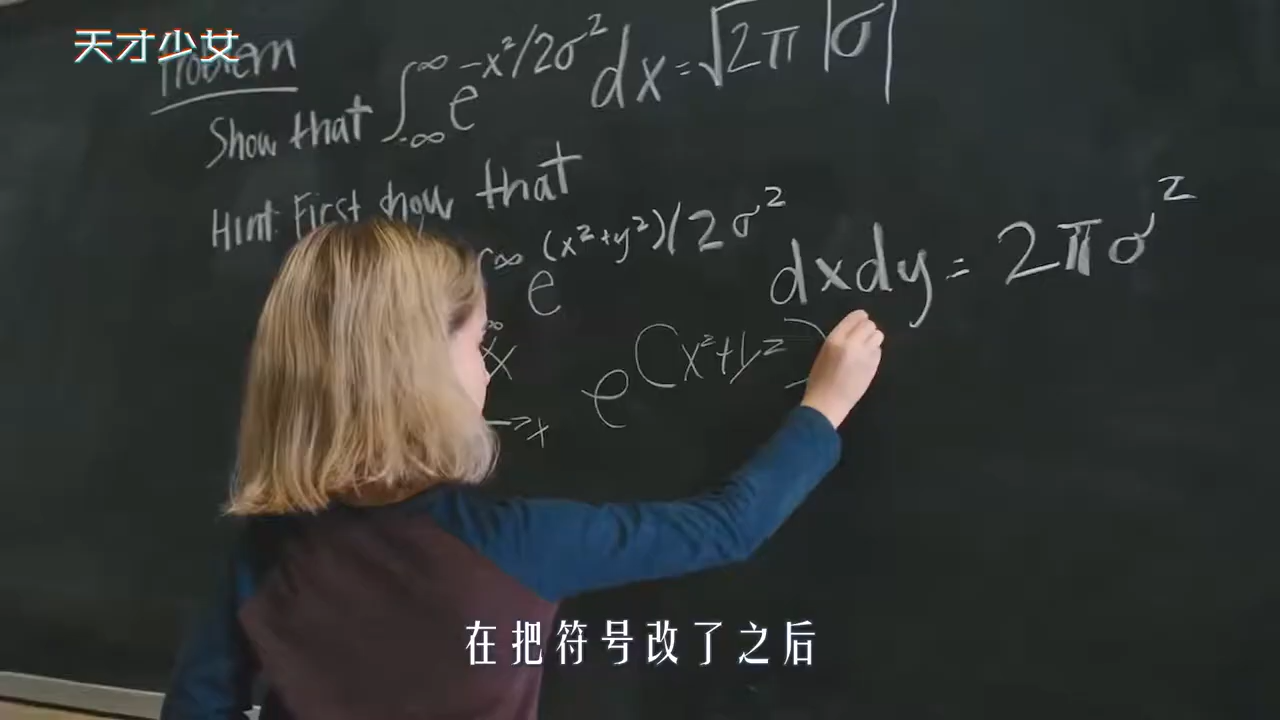 天才少女
Problem
Show that ∫_{-∞}^{∞} e^{-x²/2σ²} dx = √2π |σ|
Hint: First show that
∞ e^{(x²+y²)/2σ²} dxdy = 2πσ²
e^{(x²+y²)}
在把符号改了之后